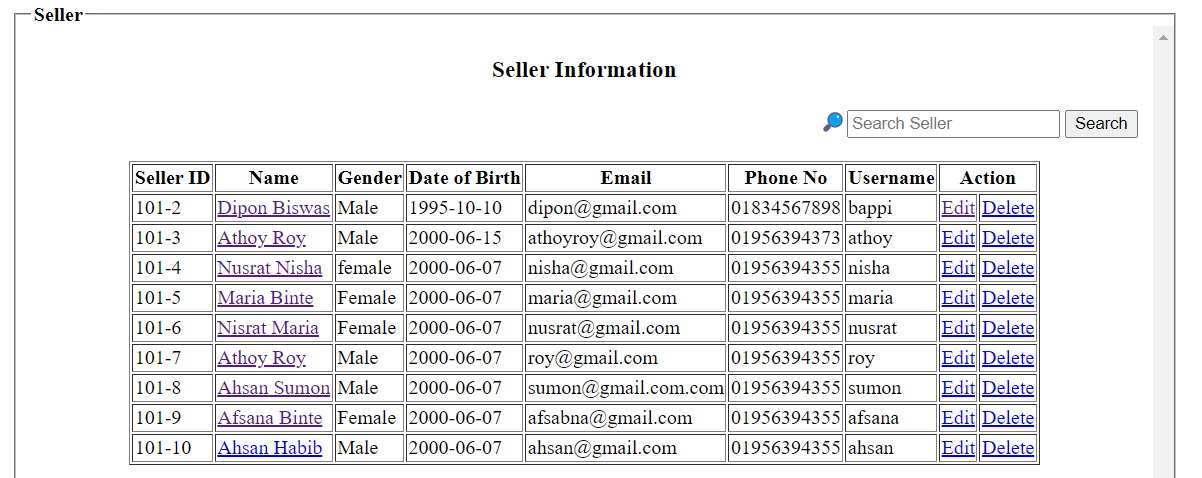 Seller
Seller Information
Search Seller Search
Seller ID Name Gender Date of Birth Email Phone No Username Action
101-2 Dipon Biswas Male 1995-10-10 dipon@gmail.com 01834567898 bappi Edit Delete
101-3 Athoy Roy Male 2000-06-15 athoyroy@gmail.com 01956394373 athoy Edit Delete
101-4 Nusrat Nisha female 2000-06-07 nisha@gmail.com 01956394355 nisha Edit Delete
101-5 Maria Binte Female 2000-06-07 maria@gmail.com 01956394355 maria Edit Delete
101-6 Nisrat Maria Female 2000-06-07 nusrat@gmail.com 01956394355 nusrat Edit Delete
101-7 Athoy Roy Male 2000-06-07 roy@gmail.com 01956394355 roy Edit Delete
101-8 Ahsan Sumon Male 2000-06-07 sumon@gmail.com.com 01956394355 sumon Edit Delete
101-9 Afsana Binte Female 2000-06-07 afsabna@gmail.com 01956394355 afsana Edit Delete
101-10 Ahsan Habib Male 2000-06-07 ahsan@gmail.com 01956394355 ahsan Edit Delete